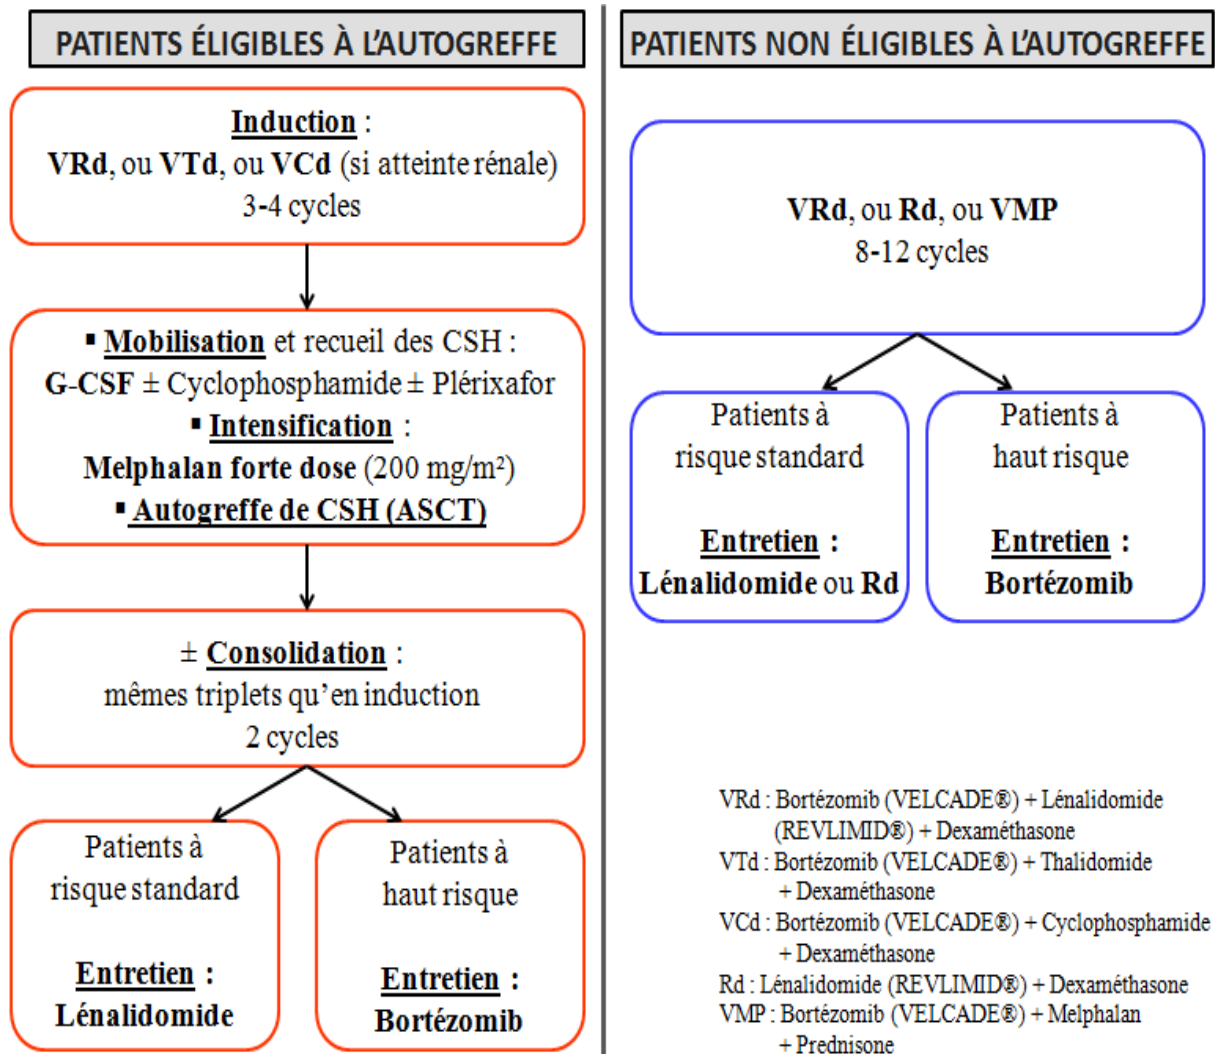 PATIENTS ÉLIGIBLES À L’AUTOGREFFE
Induction :
VRd, ou VTd, ou VCd (si atteinte rénale)
3-4 cycles
▪ Mobilisation et recueil des CSH :
G-CSF ± Cyclophosphamide ± Plérixafor
▪ Intensification :
Melphalan forte dose (200 mg/m²)
▪ Autogreffe de CSH (ASCT)
± Consolidation :
mêmes triplets qu’en induction
2 cycles
Patients à
risque standard
Entretien :
Lénalidomide
Patients à
haut risque
Entretien :
Bortézomib
PATIENTS NON ÉLIGIBLES À L’AUTOGREFFE
VRd, ou Rd, ou VMP
8-12 cycles
Patients à
risque standard
Entretien :
Lénalidomide ou Rd
Patients à
haut risque
Entretien :
Bortézomib
VRd : Bortézomib (VELCADE®) + Lénalidomide
(REVLIMID®) + Dexaméthasone
VTd : Bortézomib (VELCADE®) + Thalidomide
+ Dexaméthasone
VCd : Bortézomib (VELCADE®) + Cyclophosphamide
+ Dexaméthasone
Rd : Lénalidomide (REVLIMID®) + Dexaméthasone
VMP : Bortézomib (VELCADE®) + Melphalan
+ Prednisone